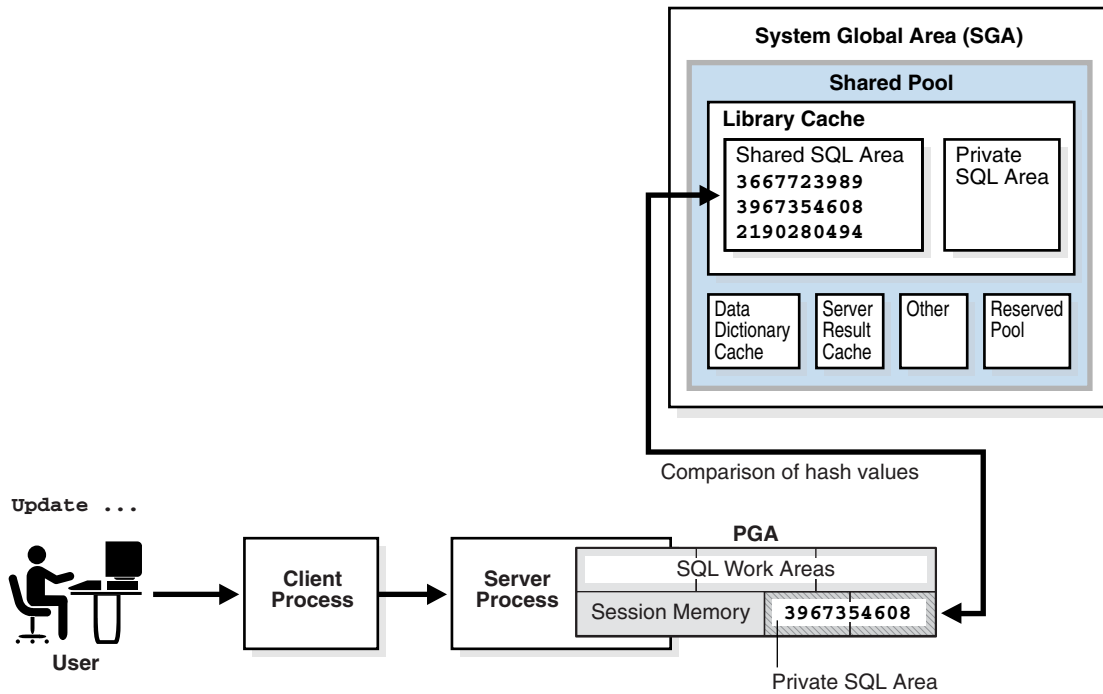 System Global Area (SGA)
Shared Pool
Library Cache
Shared SQL Area
3667723989
3967354608
2190280494
Private
SQL Area
Data
Dictionary
Cache
Server
Result
Cache
Other
Reserved
Pool
Comparison of hash values
Update ...
User
Client
Process
Server
Process
PGA
SQL Work Areas
Session Memory
3967354608
Private SQL Area